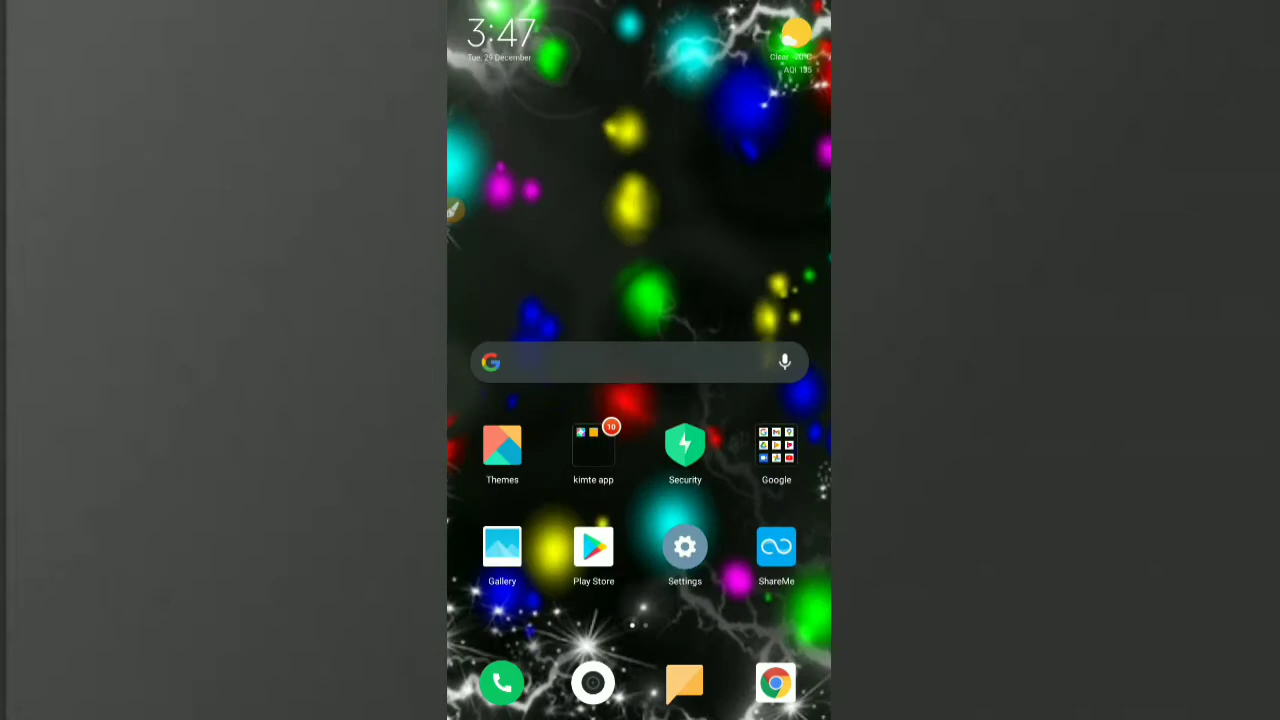 3:47
Tue, 29 December
Clear -20°C
AQI 135
10
Themes
kimte app
Security
Google
Gallery
Play Store
Settings
ShareMe